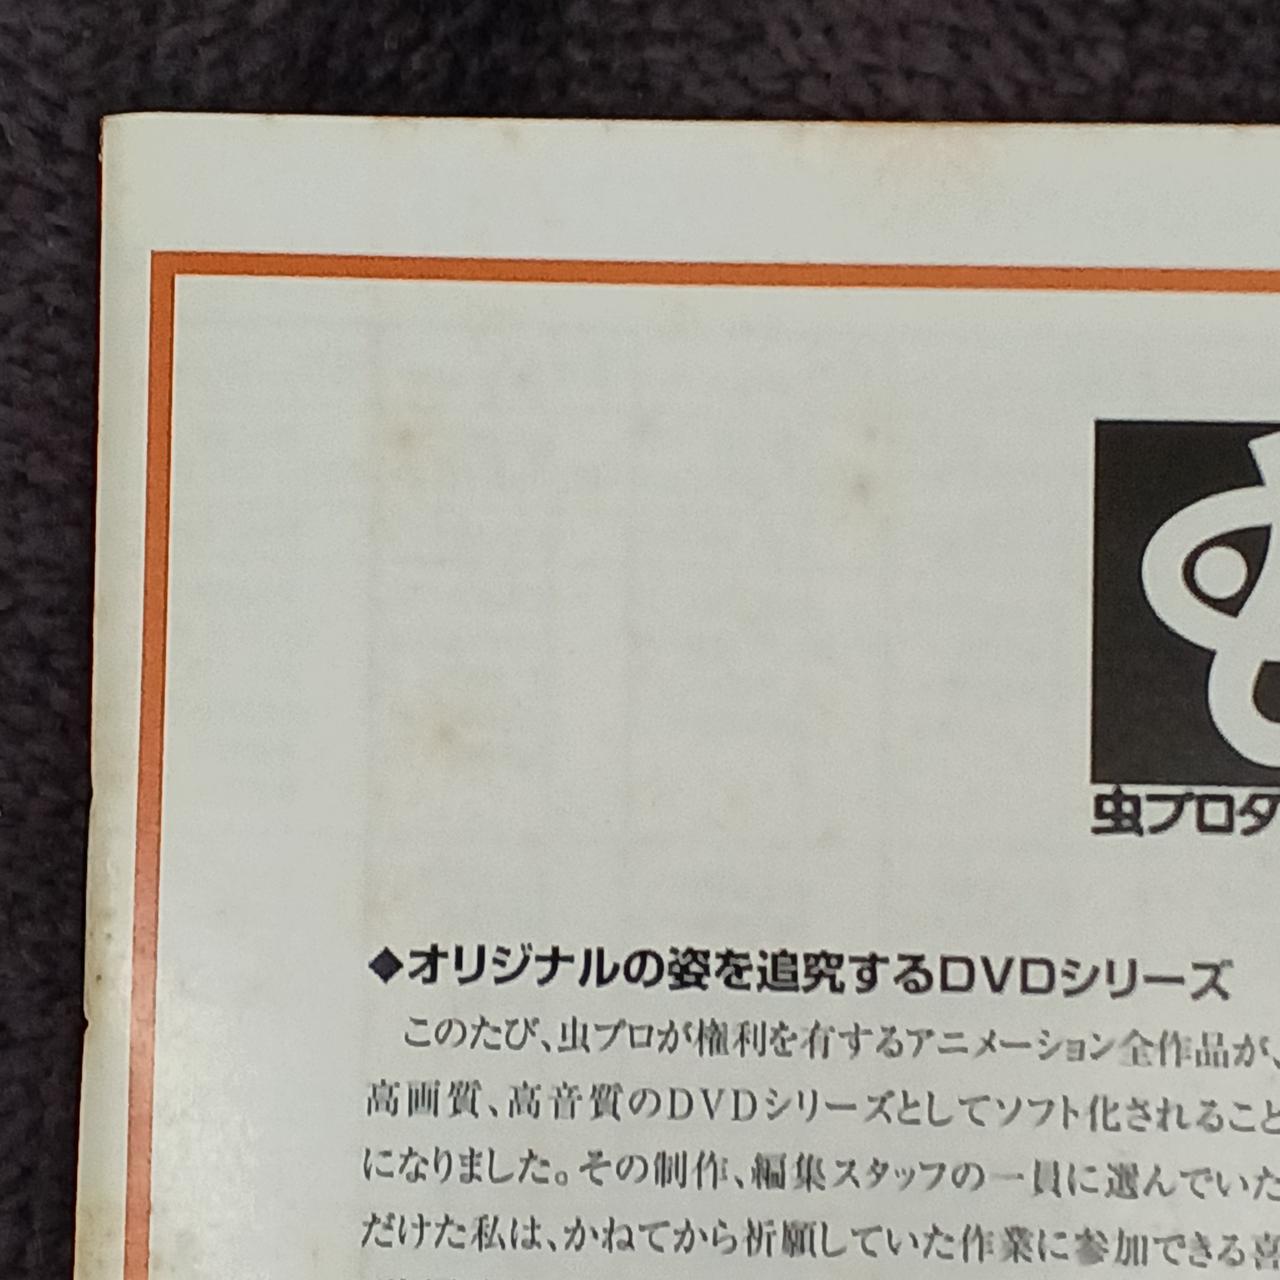 虫プロダ
◆オリジナルの姿を追究するDVDシリーズ
このたび、虫プロが権利を有するアニメーション全作品が、
高画質、高音質のDVDシリーズとしてソフト化されること
になりました。その制作、編集スタッフの一員に選んでいた
だけた私は、かねてから祈願していた作業に参加できる喜